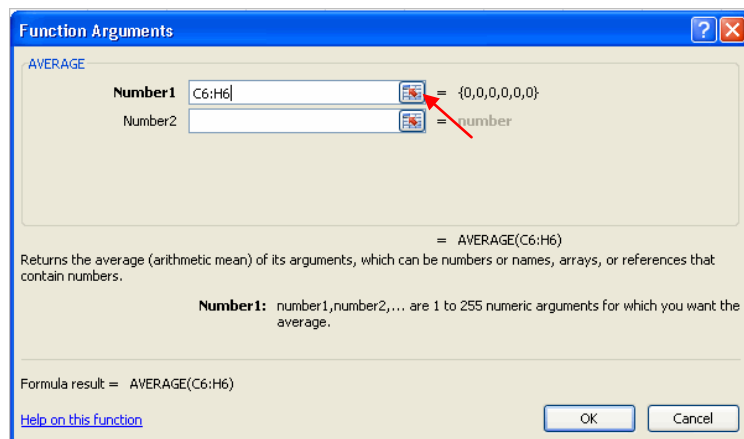 Function Arguments
AVERAGE
Number1 C6:H6 = {0,0,0,0,0,0}
Number2 = number
= AVERAGE(C6:H6)
Returns the average (arithmetic mean) of its arguments, which can be numbers or names, arrays, or references that
contain numbers.
Number1: number1,number2,... are 1 to 255 numeric arguments for which you want the
average.
Formula result = AVERAGE(C6:H6)
Help on this function
OK Cancel